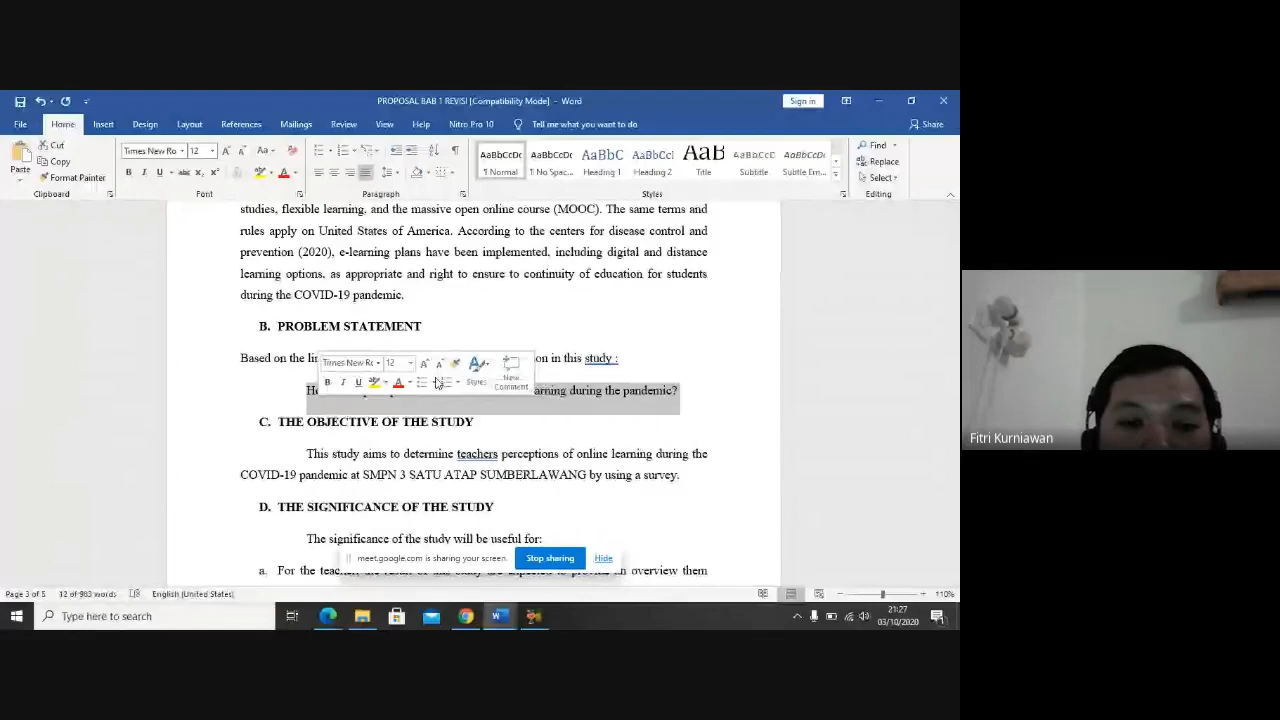 PROPOSAL BAB 1 REVISI [Compatibility Mode] - Word
Sign in
File Home Insert Design Layout References Mailings Review View Help Nitro Pro 10 Tell me what you want to do Share
Paste
Cut
Copy
Format Painter
Clipboard
Times New Ro 12
Font
Paragraph
AaBbCcDc AaBbCcDc AaBbC AaBbCcI AaB AaBbCcD AaBbCcDc
¶ Normal ¶ No Spac... Heading 1 Heading 2 Title Subtitle Subtle Em...
Styles
Find
Replace
Select
Editing
studies, flexible learning, and the massive open online course (MOOC). The same terms and
rules apply on United States of America. According to the centers for disease control and
prevention (2020), e-learning plans have been implemented, including digital and distance
learning options, as appropriate and right to ensure to continuity of education for students
during the COVID-19 pandemic.
B. PROBLEM STATEMENT
Based on the on in this study :
Times New Rc 12
Styles
New
Comment
arning during the pandemic?
C. THE OBJECTIVE OF THE STUDY
This study aims to determine teachers perceptions of online learning during the
COVID-19 pandemic at SMPN 3 SATU ATAP SUMBERLAWANG by using a survey.
D. THE SIGNIFICANCE OF THE STUDY
The significance of the study will be useful for:
meet.google.com is sharing your screen. Stop sharing Hide
a. For the them
Page 3 of 5 12 of 983 words English (United States) 110%
Type here to search
21:27
03/10/2020
Fitri Kurniawan